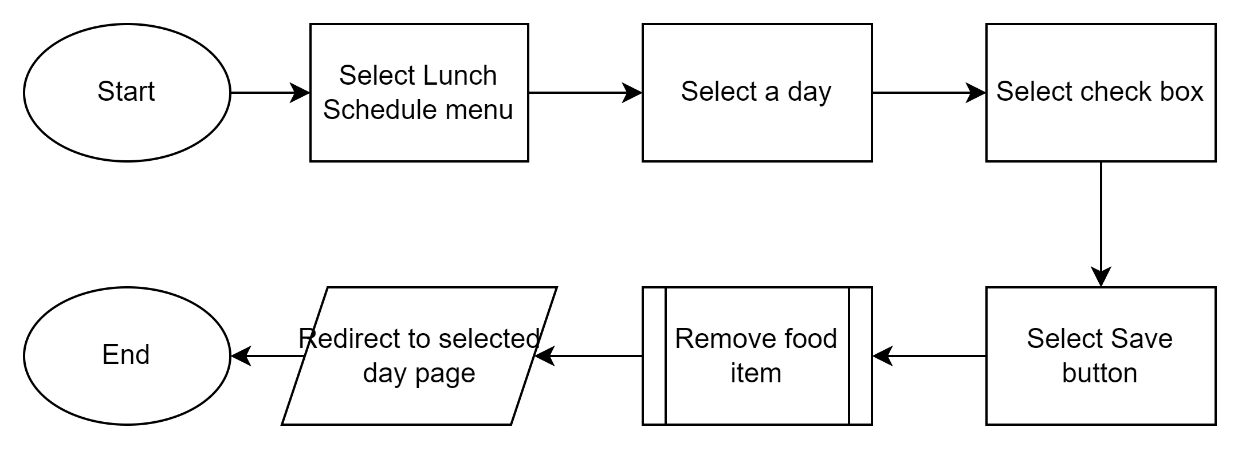 Start
Select Lunch
Schedule menu
Select a day
Select check box
Select Save
button
Remove food
item
Redirect to selected
day page
End